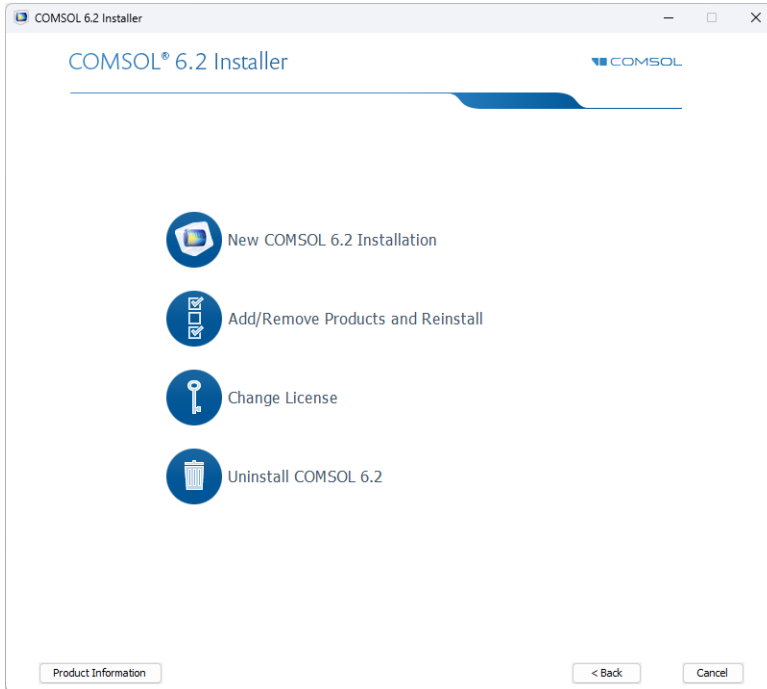 COMSOL 6.2 Installer
COMSOL® 6.2 Installer
COMSOL
New COMSOL 6.2 Installation
Add/Remove Products and Reinstall
Change License
Uninstall COMSOL 6.2
Product Information
< Back
Cancel